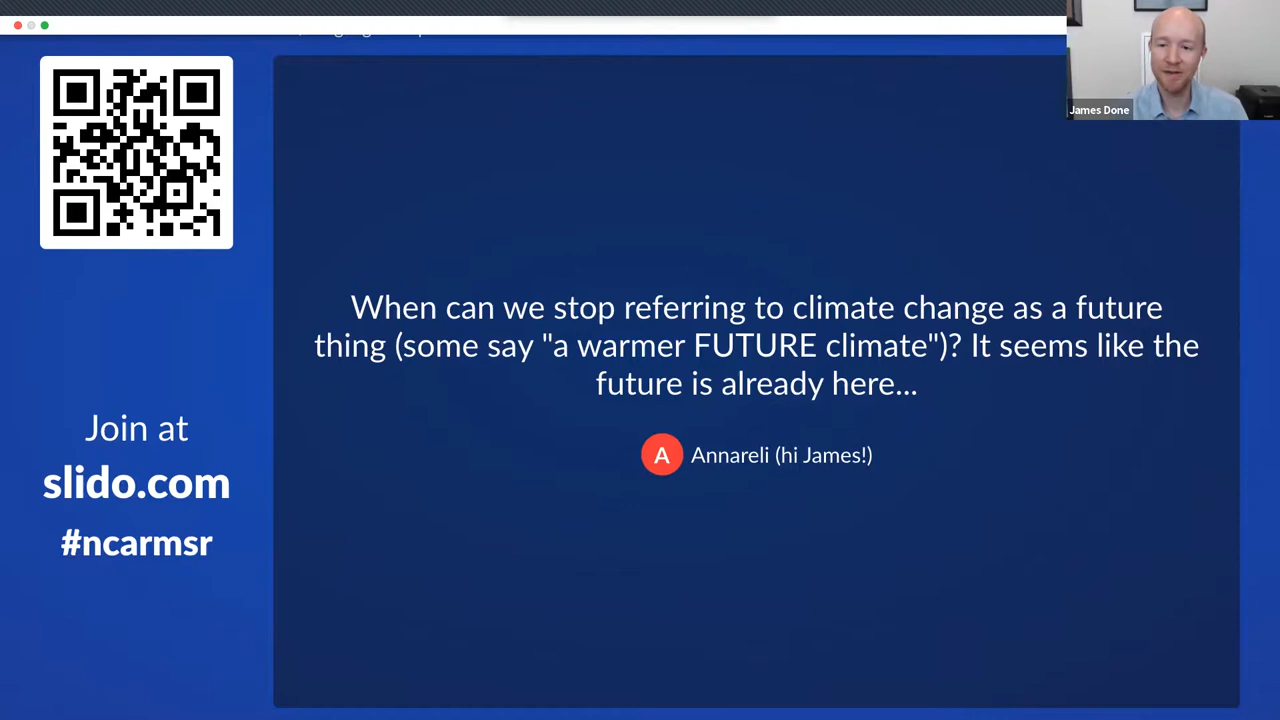 James Done
When can we stop referring to climate change as a future
thing (some say "a warmer FUTURE climate")? It seems like the
future is already here...
A Annareli (hi James!)
Join at
slido.com
#ncarmsr